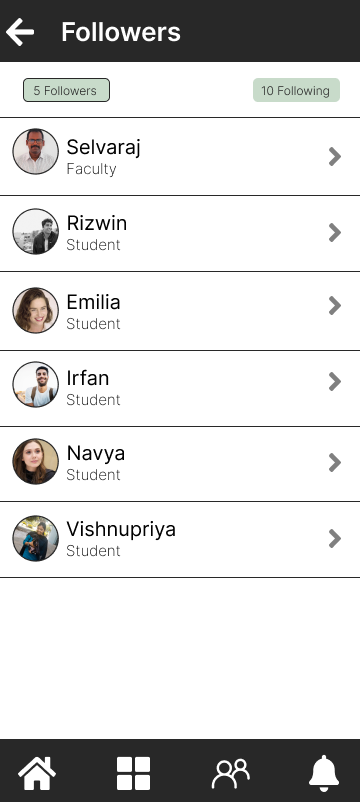 Followers
5 Followers
10 Following
Selvaraj
Faculty
Rizwin
Student
Emilia
Student
Irfan
Student
Navya
Student
Vishnupriya
Student